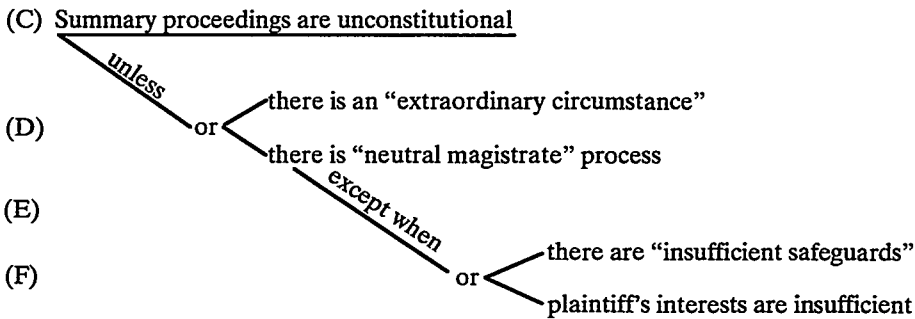 (C) Summary proceedings are unconstitutional
unless
there is an “extraordinary circumstance”
(D) or
there is “neutral magistrate” process
except when
(E)
there are “insufficient safeguards”
(F) or
plaintiff’s interests are insufficient